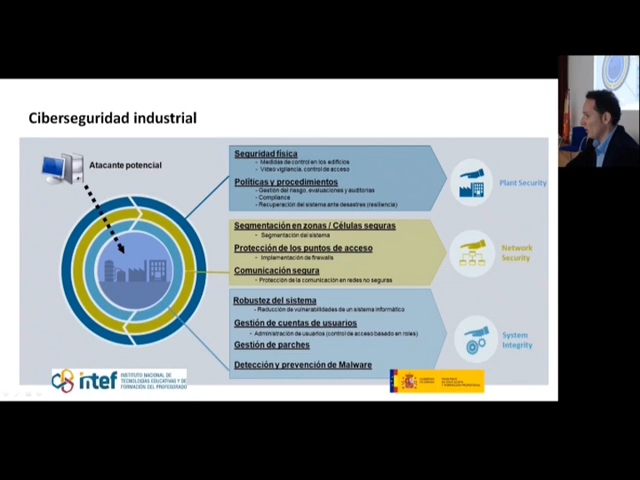 Ciberseguridad industrial
Atacante potencial
Seguridad física
- Medidas de control en los edificios
- Vídeo vigilancia, control de acceso
Políticas y procedimientos
- Gestión del riesgo, evaluaciones y auditorias
- Compliance
- Recuperación del sistema ante desastres (resiliencia)
Plant Security
Segmentación en zonas / Células seguras
- Segmentación del sistema
Protección de los puntos de acceso
- Implementación de firewalls
Comunicación segura
- Protección de la comunicación en redes no seguras
Network
Security
Robustez del sistema
- Reducción de vulnerabilidades de un sistema informático
Gestión de cuentas de usuarios
- Administración de usuarios (control de acceso basado en roles)
Gestión de parches
Detección y prevención de Malware
System
Integrity
intef
INSTITUTO NACIONAL DE
TECNOLOGÍAS EDUCATIVAS Y DE
FORMACIÓN DEL PROFESORADO